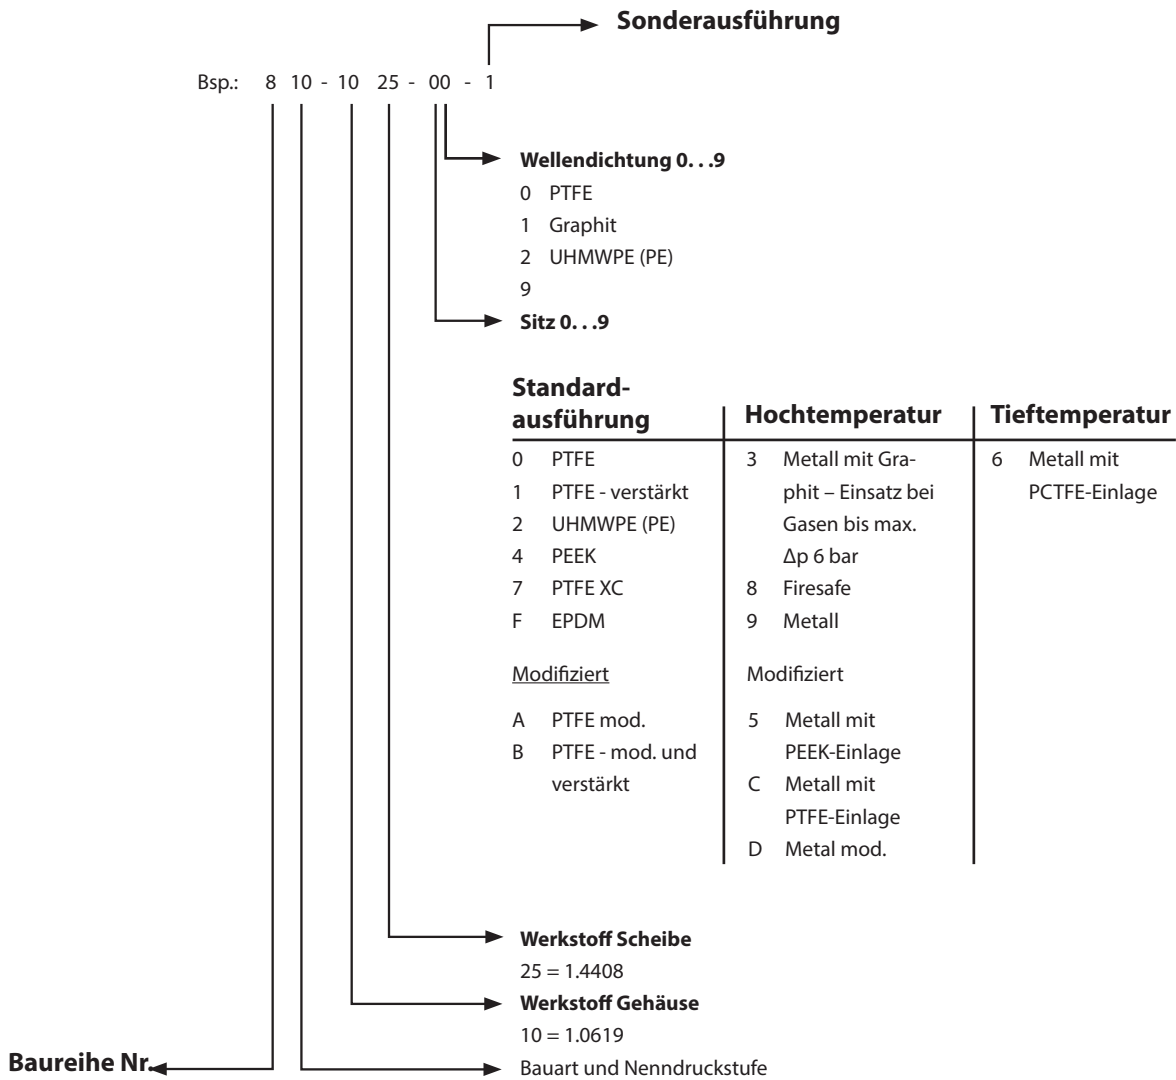 Sonderausführung
Bsp.: 8 10 - 10 25 - 00 - 1
Wellendichtung 0. . .9
0 PTFE
1 Graphit
2 UHMWPE (PE)
9
Sitz 0. . .9
Standard-
ausführung
0 PTFE
1 PTFE - verstärkt
2 UHMWPE (PE)
4 PEEK
7 PTFE XC
F EPDM
Modifiziert
A PTFE mod.
B PTFE - mod. und
verstärkt
Hochtemperatur
3 Metall mit Gra-
phit – Einsatz bei
Gasen bis max.
Δp 6 bar
8 Firesafe
9 Metall
Modifiziert
5 Metall mit
PEEK-Einlage
C Metall mit
PTFE-Einlage
D Metal mod.
Tieftemperatur
6 Metall mit
PCTFE-Einlage
Werkstoff Scheibe
25 = 1.4408
Werkstoff Gehäuse
10 = 1.0619
Baureihe Nr.
Bauart und Nenndruckstufe